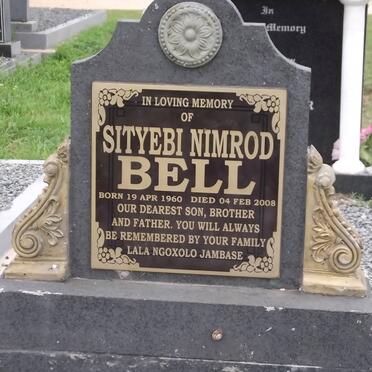 IN LOVING MEMORY
OF
SITYEBI NIMROD
BELL
BORN 19 APR 1960 DIED 04 FEB 2008
OUR DEAREST SON, BROTHER
AND FATHER. YOU WILL ALWAYS
BE REMEMBERED BY YOUR FAMILY
LALA NGOXOLO JAMBASE
In
Memory